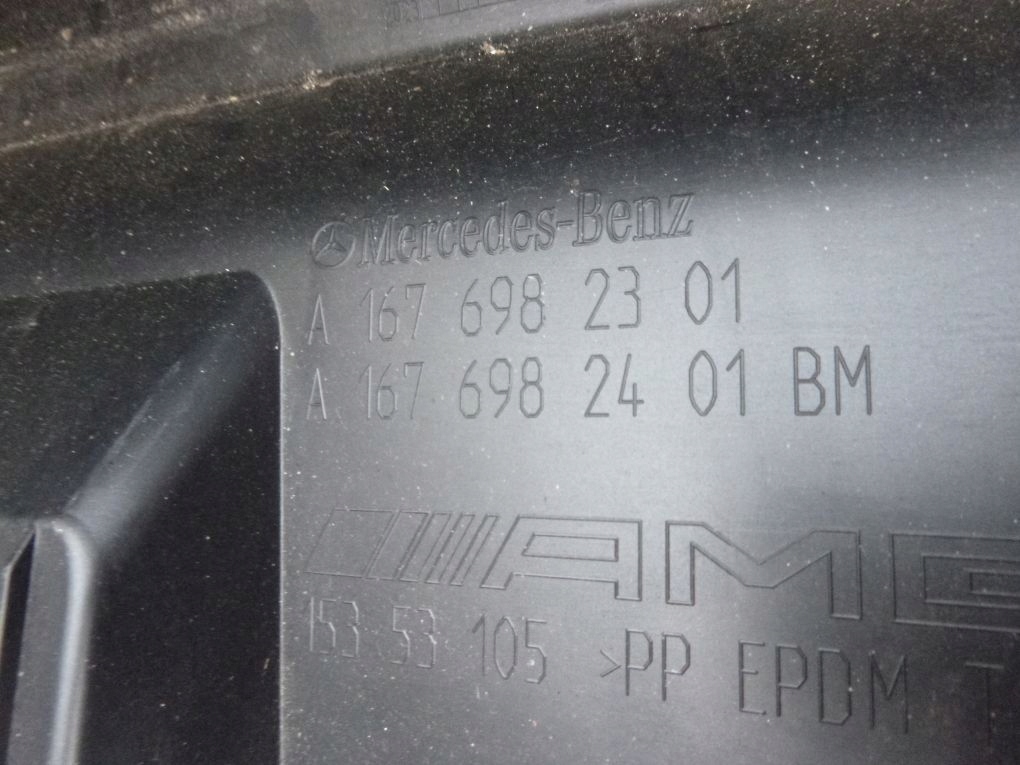 Mercedes-Benz
A 167 698 23 01
A 167 698 24 01 BM
AMG
153 53 105 >PP EPDM T